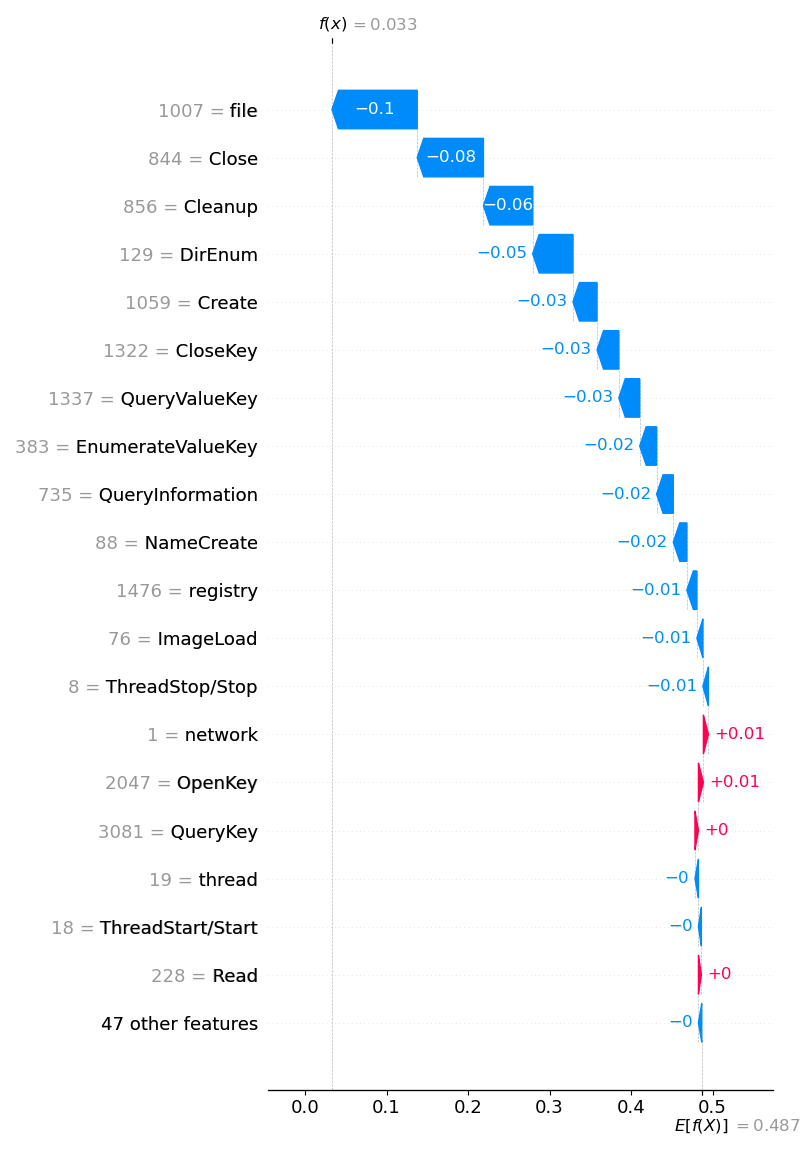 f(x) = 0.033
1007 = file −0.1
844 = Close −0.08
856 = Cleanup −0.06
129 = DirEnum −0.05
1059 = Create −0.03
1322 = CloseKey −0.03
1337 = QueryValueKey −0.03
383 = EnumerateValueKey −0.02
735 = QueryInformation −0.02
88 = NameCreate −0.02
1476 = registry −0.01
76 = ImageLoad −0.01
8 = ThreadStop/Stop −0.01
1 = network +0.01
2047 = OpenKey +0.01
3081 = QueryKey +0
19 = thread −0
18 = ThreadStart/Start −0
228 = Read +0
47 other features −0
0.0 0.1 0.2 0.3 0.4 0.5
E[f(X)] = 0.487